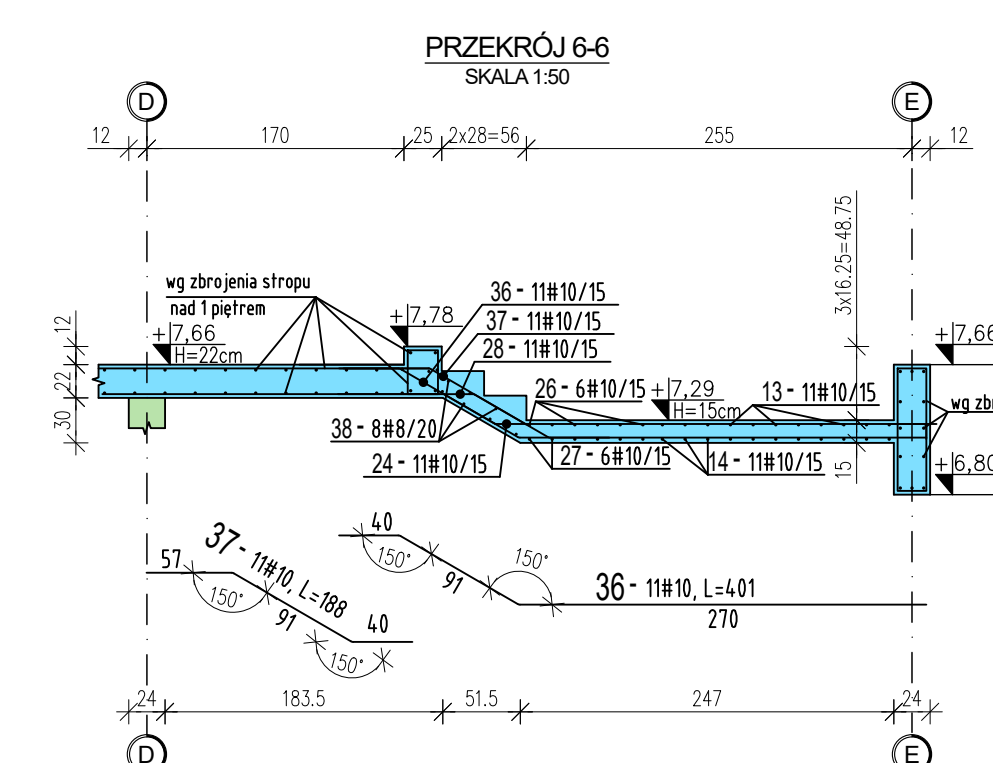 PRZEKRÓJ 6-6
SKALA 1:50
D
E
12
170
25
2x28=56
255
12
3x16.25=48.75
wg zbrojenia stropu
nad 1 piętrem
+7,66
H=22cm
+7,78
36 - 11#10/15
37 - 11#10/15
28 - 11#10/15
26 - 6#10/15
+7,29
H=15cm
13 - 11#10/15
+7,66
12
22
30
38 - 8#8/20
24 - 11#10/15
27 - 6#10/15
14 - 11#10/15
15
wg zb
+6,80
57
150°
37 - 11#10, L=188
91
40
150°
40
150°
91
150°
36 - 11#10, L=401
270
24
183.5
51.5
247
24
D
E